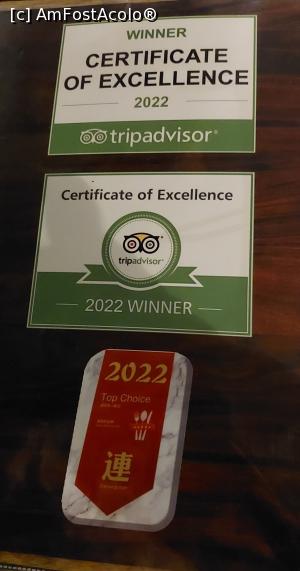 [c] AmFostAcolo®
WINNER
CERTIFICATE
OF EXCELLENCE
2022
tripadvisor®
Certificate of Excellence
tripadvisor®
2022 WINNER
2022
Top Choice
連